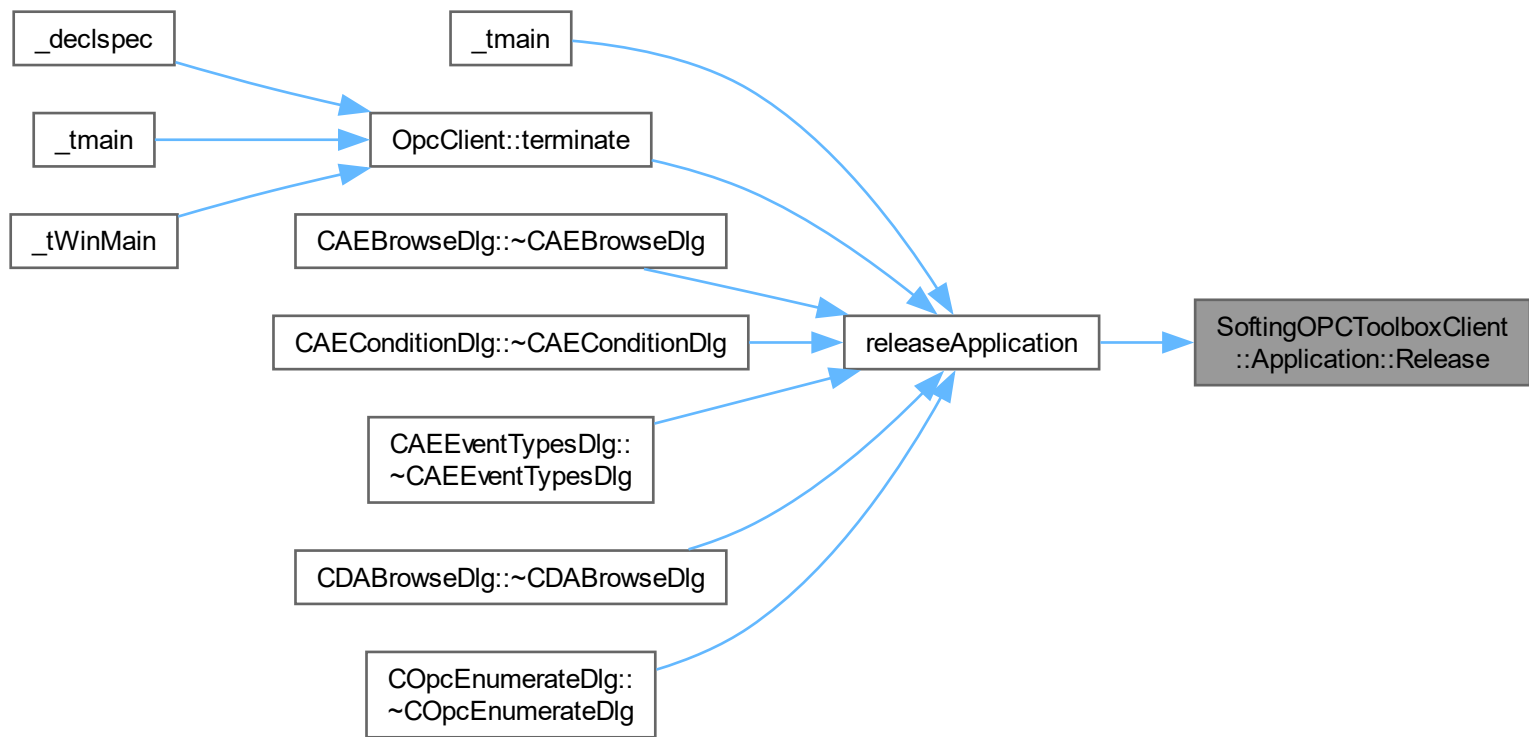 _declspec
_tmain
_tmain
OpcClient::terminate
_tWinMain
CAEBrowseDlg::~CAEBrowseDlg
CAEConditionDlg::~CAEConditionDlg
releaseApplication
SoftingOPCToolboxClient
::Application::Release
CAEEventTypesDlg::
~CAEEventTypesDlg
CDABrowseDlg::~CDABrowseDlg
COpcEnumerateDlg::
~COpcEnumerateDlg